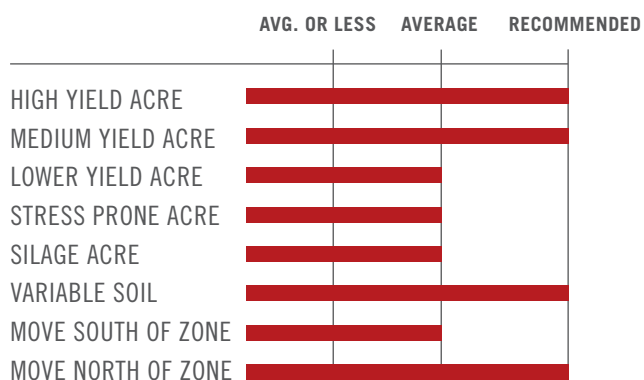 AVG. OR LESS AVERAGE RECOMMENDED
HIGH YIELD ACRE
MEDIUM YIELD ACRE
LOWER YIELD ACRE
STRESS PRONE ACRE
SILAGE ACRE
VARIABLE SOIL
MOVE SOUTH OF ZONE
MOVE NORTH OF ZONE